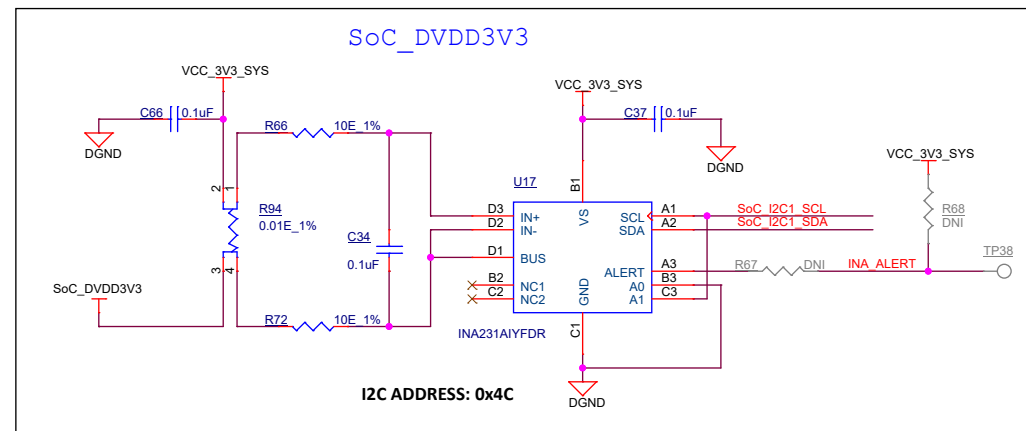 SoC_DVDD3V3
VCC_3V3_SYS
C66 0.1uF
DGND
R66 10E_1%
2 1
R94
0.01E_1%
3 4
SoC_DVDD3V3
R72 10E_1%
C34
0.1uF
VCC_3V3_SYS
C37 0.1uF
DGND
U17
B1
VS
D3 IN+
D2 IN-
D1 BUS
B2 NC1
C2 NC2
SCL A1 SoC_I2C1_SCL
SDA A2 SoC_I2C1_SDA
ALERT A3
A0 B3
A1 C3
GND
C1
INA231AIYFDR
DGND
VCC_3V3_SYS
R68
DNI
R67 DNI INA_ALERT
TP38
I2C ADDRESS: 0x4C